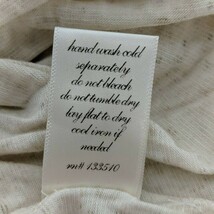 hand wash cold
separately
do not bleach
do not tumble dry
lay flat to dry
cool iron if
needed
rn# 133510